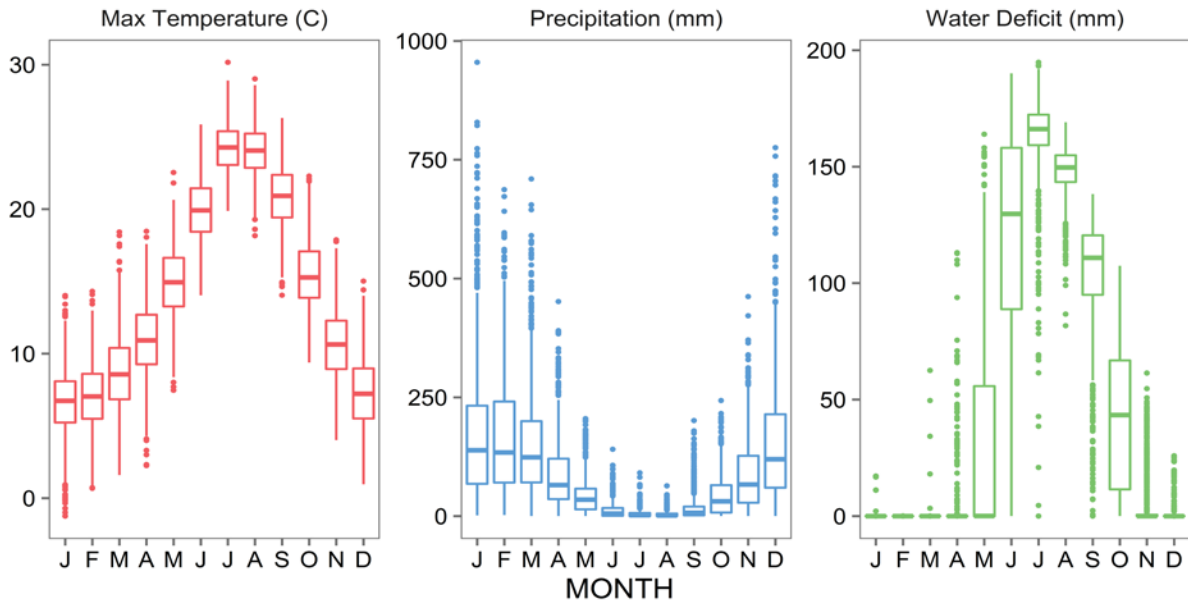 Max Temperature (C)
Precipitation (mm)
Water Deficit (mm)
30
20
10
0
1000
750
500
250
0
200
150
100
50
0
J F M A M J J A S O N D
J F M A M J J A S O N D
J F M A M J J A S O N D
MONTH